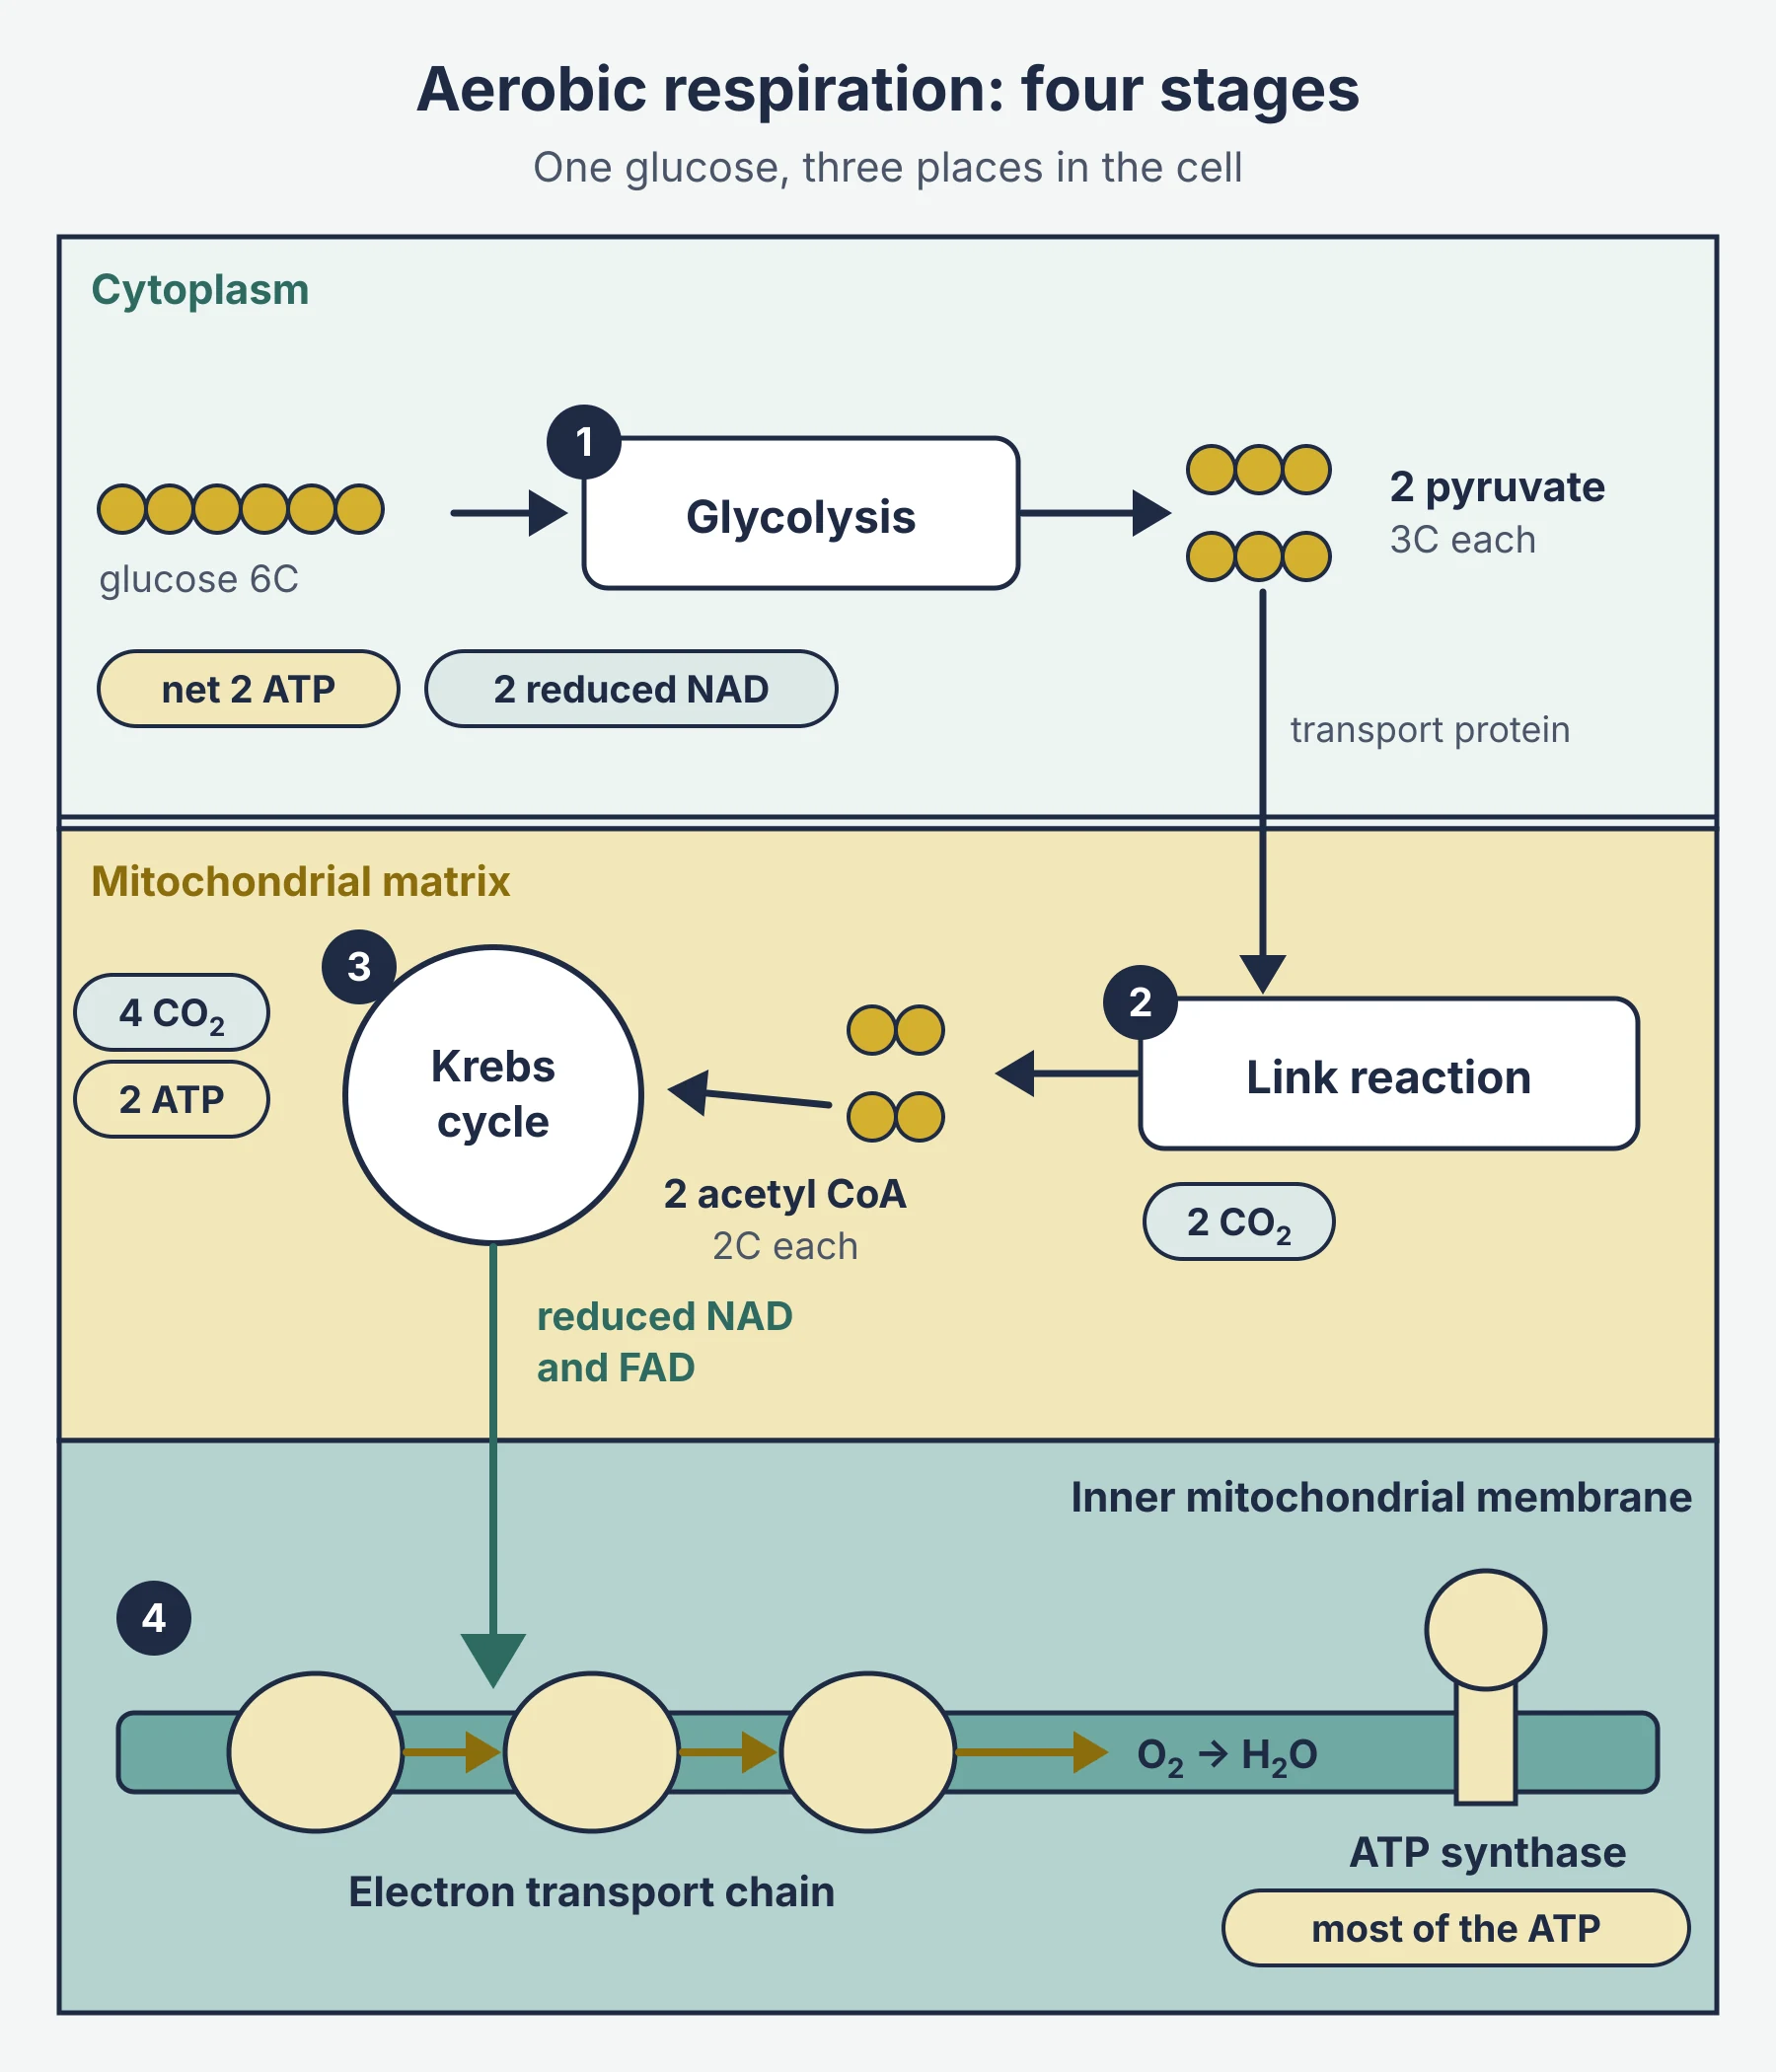 Aerobic respiration: four stages
One glucose, three places in the cell
Cytoplasm
1
Glycolysis
glucose 6C
2 pyruvate
3C each
net 2 ATP
2 reduced NAD
transport protein
Mitochondrial matrix
3
Krebs
cycle
4 CO₂
2 ATP
2
Link reaction
2 acetyl CoA
2C each
2 CO₂
reduced NAD
and FAD
Inner mitochondrial membrane
4
O₂ → H₂O
Electron transport chain
ATP synthase
most of the ATP